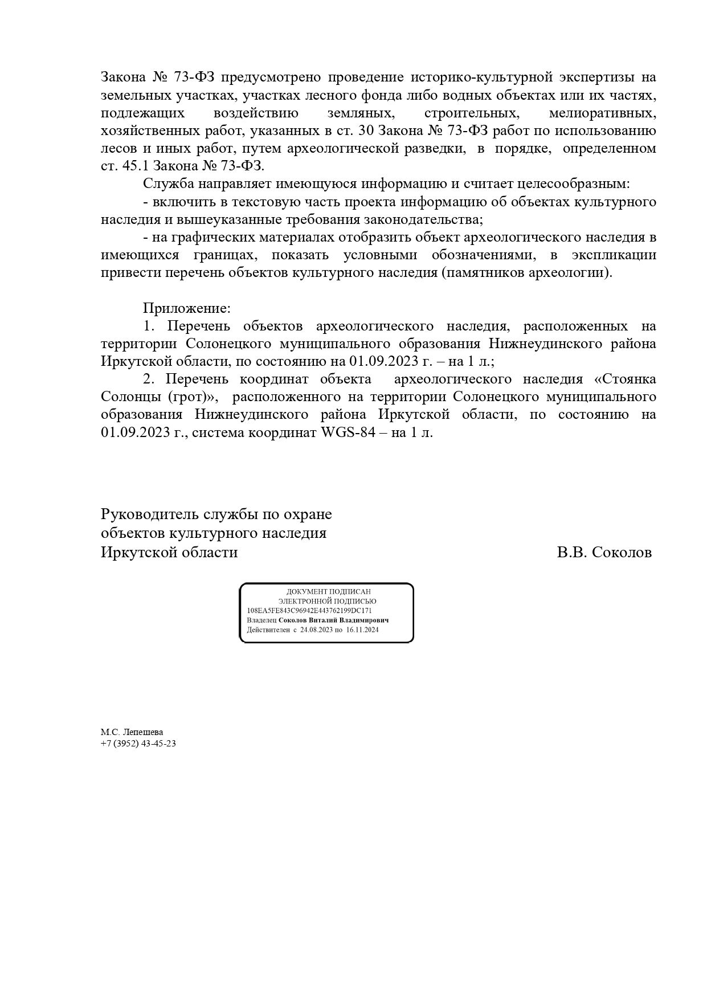 Закона № 73-ФЗ предусмотрено проведение историко-культурной экспертизы на
земельных участках, участках лесного фонда либо водных объектах или их частях,
подлежащих воздействию земляных, строительных, мелиоративных,
хозяйственных работ, указанных в ст. 30 Закона № 73-ФЗ работ по использованию
лесов и иных работ, путем археологической разведки, в порядке, определенном
ст. 45.1 Закона № 73-ФЗ.
Служба направляет имеющуюся информацию и считает целесообразным:
- включить в текстовую часть проекта информацию об объектах культурного
наследия и вышеуказанные требования законодательства;
- на графических материалах отобразить объект археологического наследия в
имеющихся границах, показать условными обозначениями, в экспликации
привести перечень объектов культурного наследия (памятников археологии).
Приложение:
1. Перечень объектов археологического наследия, расположенных на
территории Солонецкого муниципального образования Нижнеудинского района
Иркутской области, по состоянию на 01.09.2023 г. – на 1 л.;
2. Перечень координат объекта археологического наследия «Стоянка
Солонцы (грот)», расположенного на территории Солонецкого муниципального
образования Нижнеудинского района Иркутской области, по состоянию на
01.09.2023 г., система координат WGS-84 – на 1 л.
Руководитель службы по охране
объектов культурного наследия
Иркутской области В.В. Соколов
ДОКУМЕНТ ПОДПИСАН
ЭЛЕКТРОННОЙ ПОДПИСЬЮ
108EA5FE843C96942E443762199DC171
Владелец Соколов Виталий Владимирович
Действителен с 24.08.2023 по 16.11.2024
М.С. Лепешева
+7 (3952) 43-45-23